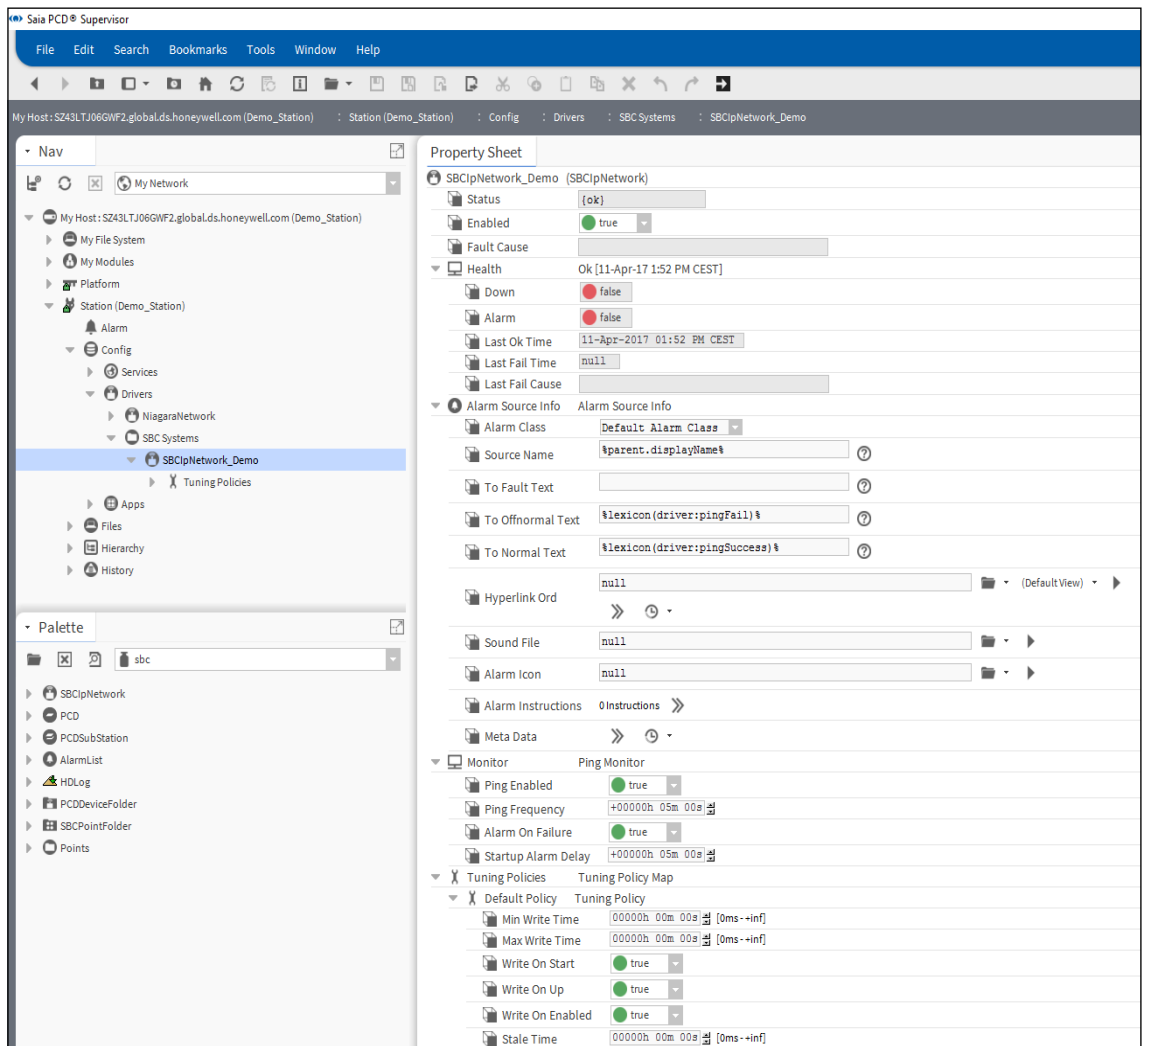 Saia PCD® Supervisor
File Edit Search Bookmarks Tools Window Help
My Host : SZ43LTJ06GWF2.global.ds.honeywell.com (Demo_Station) : Station (Demo_Station) : Config : Drivers : SBC Systems : SBCIpNetwork_Demo
Nav
My Network
My Host : SZ43LTJ06GWF2.global.ds.honeywell.com (Demo_Station)
My File System
My Modules
Platform
Station (Demo_Station)
Alarm
Config
Services
Drivers
NiagaraNetwork
SBC Systems
SBCIpNetwork_Demo
Tuning Policies
Apps
Files
Hierarchy
History
Palette
sbc
SBCIpNetwork
PCD
PCDSubStation
AlarmList
HDLog
PCDDeviceFolder
SBCPointFolder
Points
Property Sheet
SBCIpNetwork_Demo (SBCIpNetwork)
Status {ok}
Enabled true
Fault Cause
Health Ok [11-Apr-17 1:52 PM CEST]
Down false
Alarm false
Last Ok Time 11-Apr-2017 01:52 PM CEST
Last Fail Time null
Last Fail Cause
Alarm Source Info Alarm Source Info
Alarm Class Default Alarm Class
Source Name %parent.displayName%
To Fault Text
To Offnormal Text %lexicon(driver:pingFail)%
To Normal Text %lexicon(driver:pingSuccess)%
Hyperlink Ord null (Default View)
Sound File null
Alarm Icon null
Alarm Instructions 0 Instructions
Meta Data
Monitor Ping Monitor
Ping Enabled true
Ping Frequency +00000h 05m 00s
Alarm On Failure true
Startup Alarm Delay +00000h 05m 00s
Tuning Policies Tuning Policy Map
Default Policy Tuning Policy
Min Write Time 00000h 00m 00s [0ms-+inf]
Max Write Time 00000h 00m 00s [0ms-+inf]
Write On Start true
Write On Up true
Write On Enabled true
Stale Time 00000h 00m 00s [0ms-+inf]